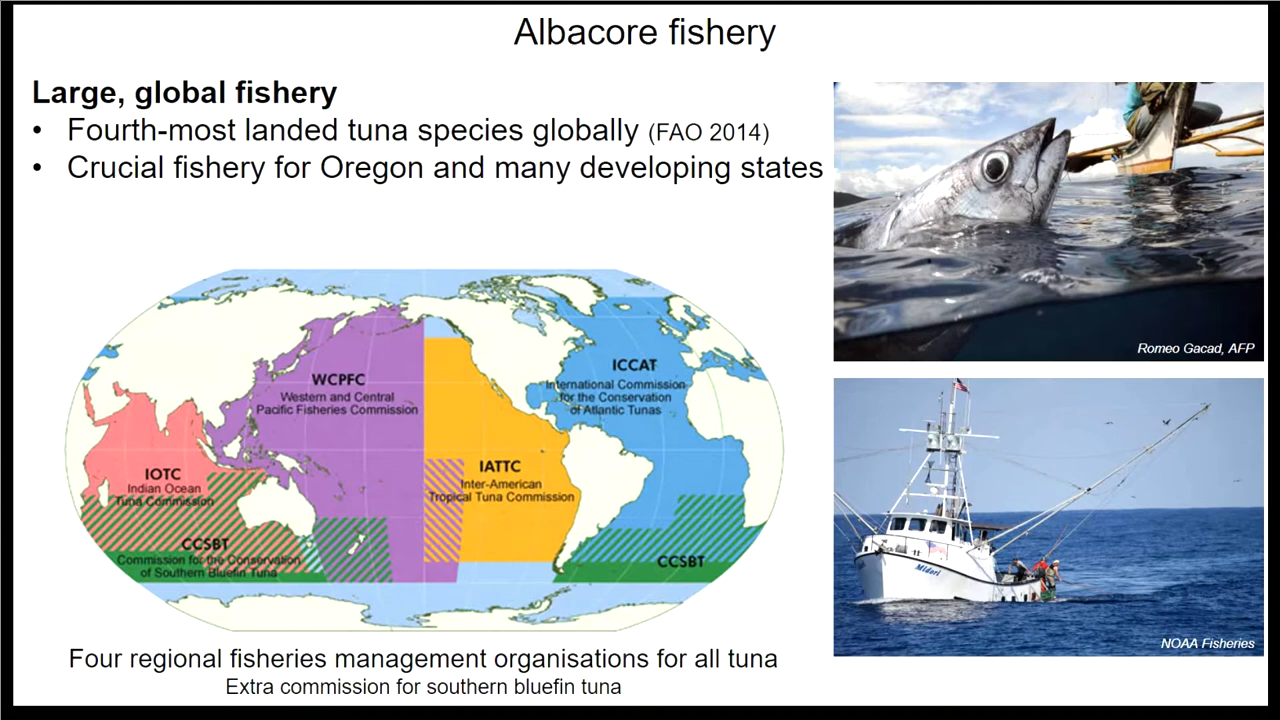 Albacore fishery
Large, global fishery
• Fourth-most landed tuna species globally (FAO 2014)
• Crucial fishery for Oregon and many developing states
Romeo Gacad, AFP
WCPFC
Western and Central
Pacific Fisheries Commission
ICCAT
International Commission
for the Conservation
of Atlantic Tunas
IOTC
Indian Ocean
Tuna Commission
IATTC
Inter-American
Tropical Tuna Commission
CCSBT
Commission for the Conservation
of Southern Bluefin Tuna
CCSBT
Midori
NOAA Fisheries
Four regional fisheries management organisations for all tuna
Extra commission for southern bluefin tuna